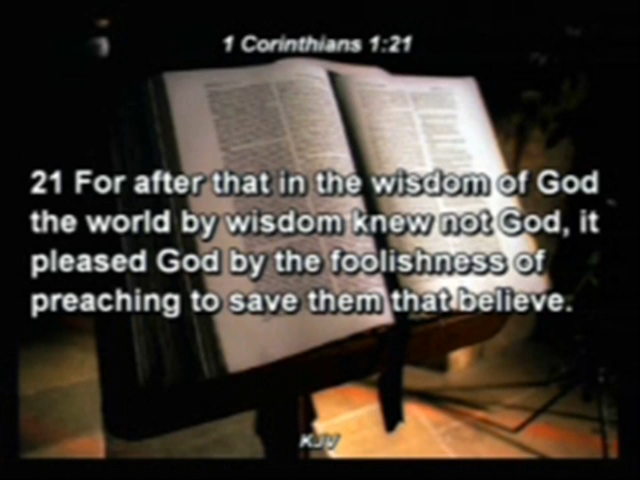 1 Corinthians 1:21
21 For after that in the wisdom of God
the world by wisdom knew not God, it
pleased God by the foolishness of
preaching to save them that believe.
KJV